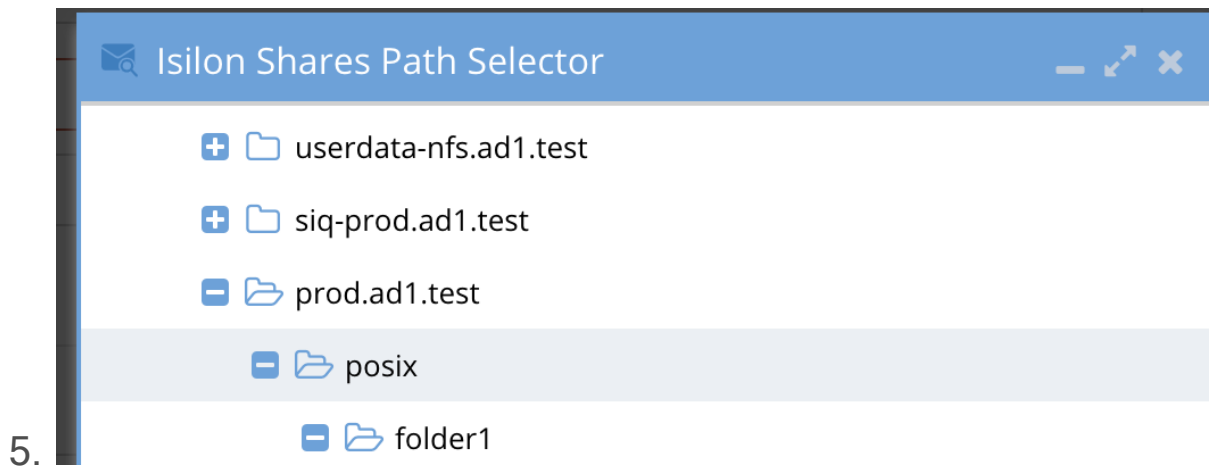 Isilon Shares Path Selector
userdata-nfs.ad1.test
siq-prod.ad1.test
prod.ad1.test
posix
folder1
5.